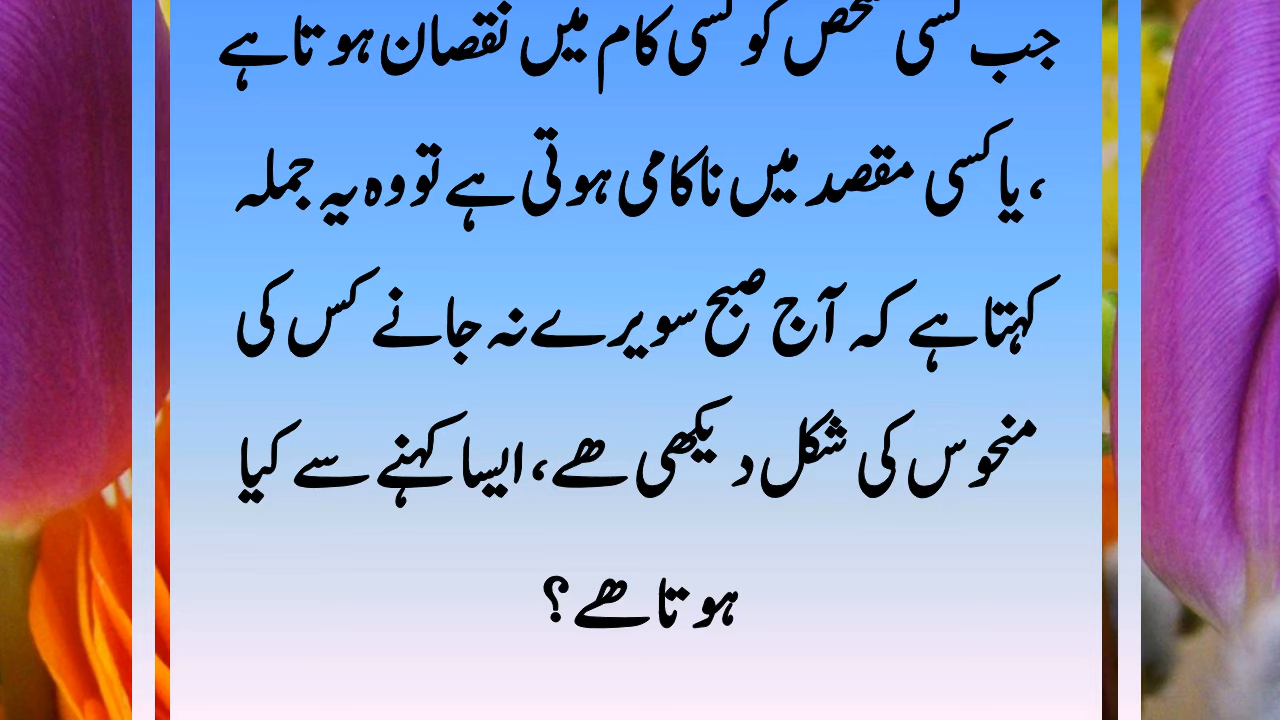 جب کسی شخص کو کسی کام میں نقصان ہوتا ہے
،یا کسی مقصد میں ناکامی ہوتی ہے تو وہ یہ جملہ
کہتا ہے کہ آج صبح سویرے نہ جانے کس کی
منحوس کی شکل دیکھی ھے، ایسا کہنے سے کیا
ہوتا ھے؟